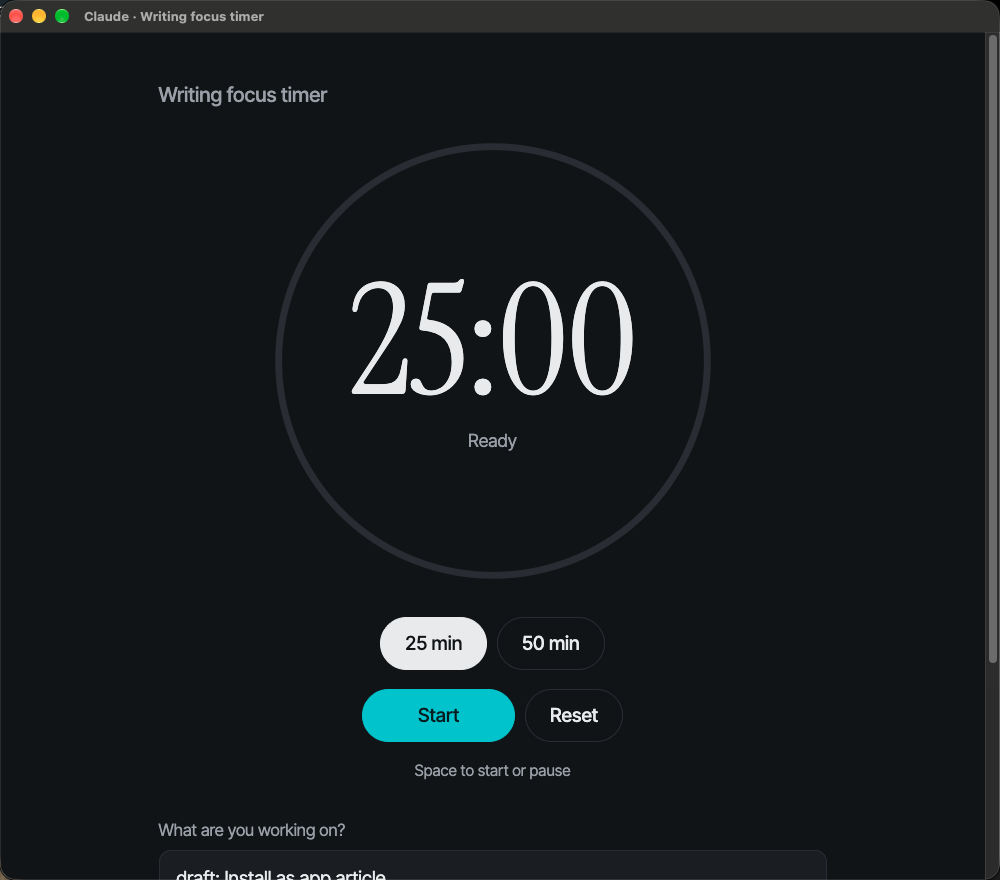 Claude · Writing focus timer
Writing focus timer
25:00
Ready
25 min 50 min
Start Reset
Space to start or pause
What are you working on?
draft: Install as app article